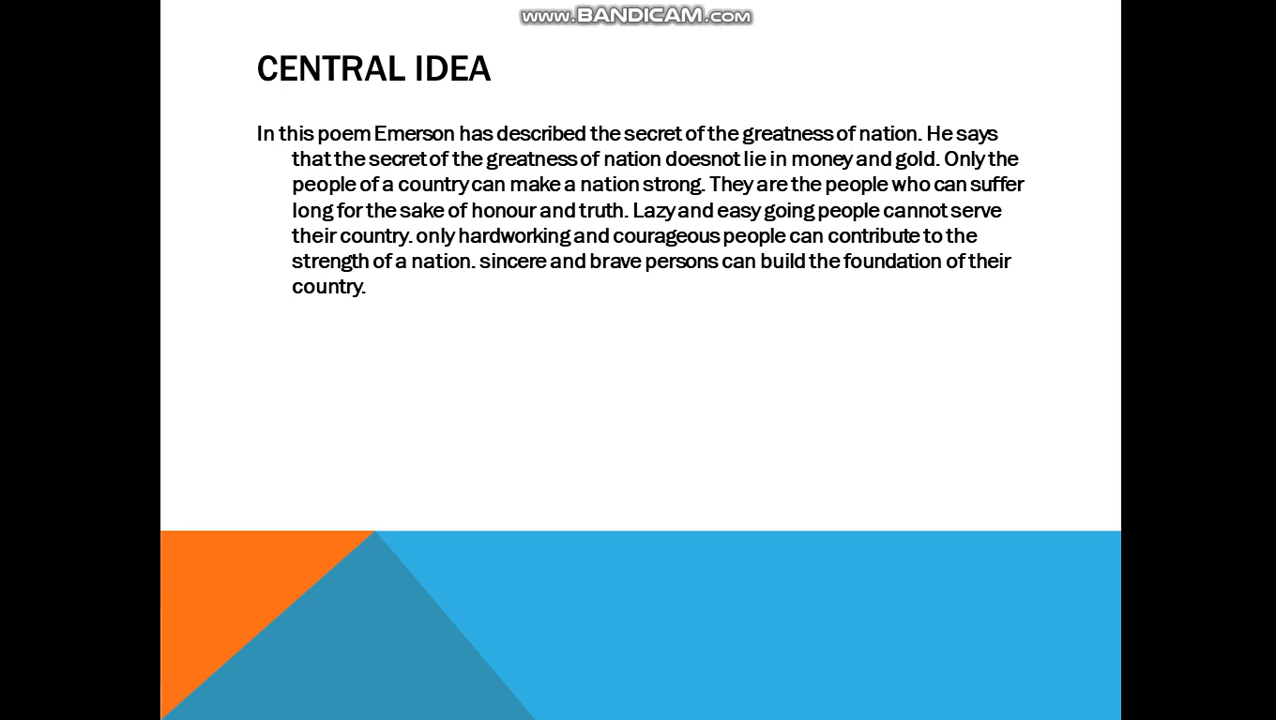 www.BANDICAM.com
CENTRAL IDEA
In this poem Emerson has described the secret of the greatness of nation. He says
that the secret of the greatness of nation doesnot lie in money and gold. Only the
people of a country can make a nation strong. They are the people who can suffer
long for the sake of honour and truth. Lazy and easy going people cannot serve
their country. only hardworking and courageous people can contribute to the
strength of a nation. sincere and brave persons can build the foundation of their
country.